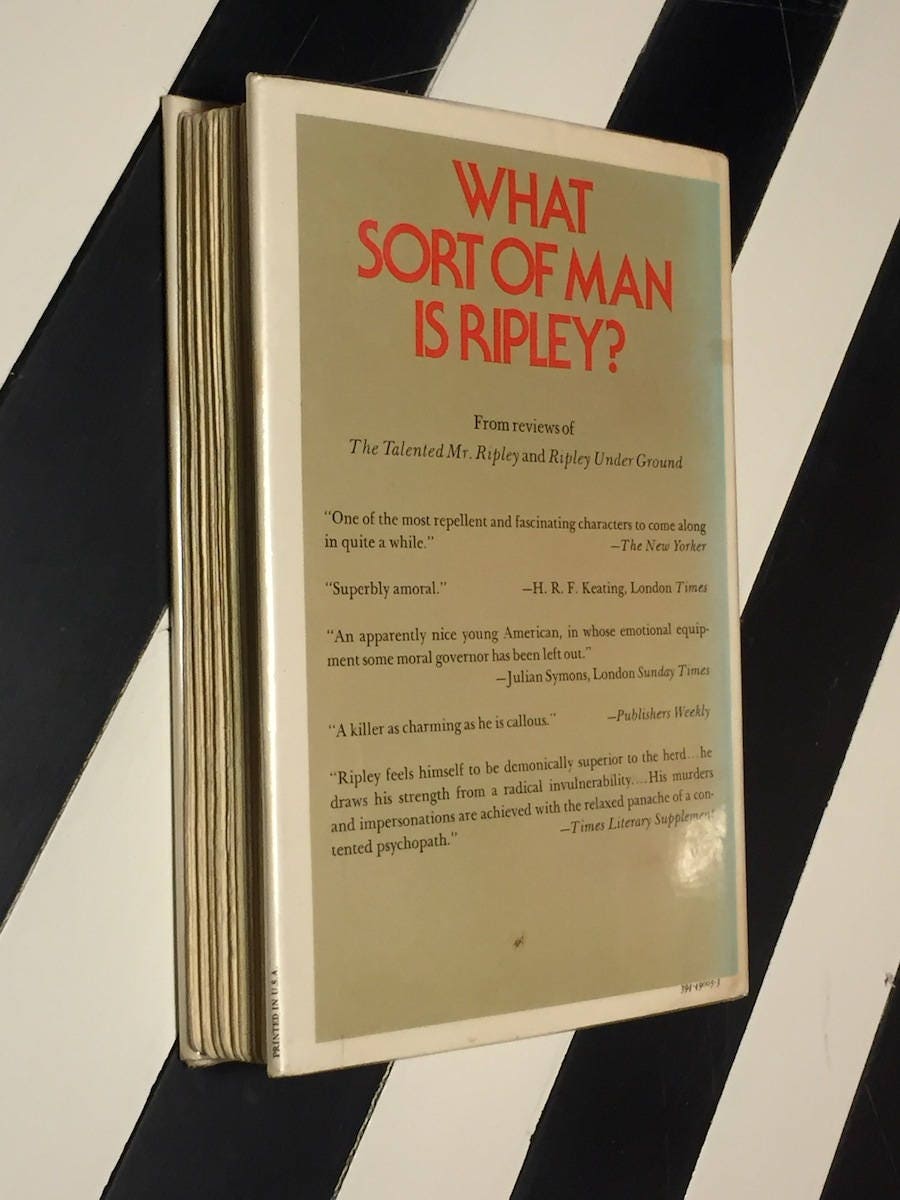 WHAT
SORT OF MAN
IS RIPLEY?
From reviews of
The Talented Mr. Ripley and Ripley Under Ground
“One of the most repellent and fascinating characters to come along
in quite a while.” —The New Yorker
“Superbly amoral.” —H. R. F. Keating, London Times
“An apparently nice young American, in whose emotional equip-
ment some moral governor has been left out.”
—Julian Symons, London Sunday Times
“A killer as charming as he is callous.” —Publishers Weekly
“Ripley feels himself to be demonically superior to the herd...he
draws his strength from a radical invulnerability....His murders
and impersonations are achieved with the relaxed panache of a con-
tented psychopath.” —Times Literary Supplement
PRINTED IN U.S.A